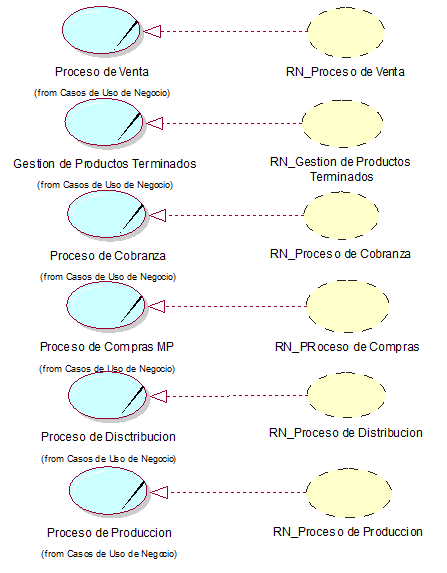 Proceso de Venta
RN_Proceso de Venta
(from Casos de Uso de Negocio)
Gestion de Productos Terminados
RN_Gestion de Productos
Terminados
(from Casos de Uso de Negocio)
Proceso de Cobranza
RN_Proceso de Cobranza
(from Casos de Uso de Negocio)
Proceso de Compras MP
RN_PRoceso de Compras
(from Casos de Uso de Negocio)
Proceso de Disctribucion
RN_Proceso de Distribucion
(from Casos de Uso de Negocio)
Proceso de Produccion
RN_Proceso de Produccion
(from Casos de Uso de Negocio)